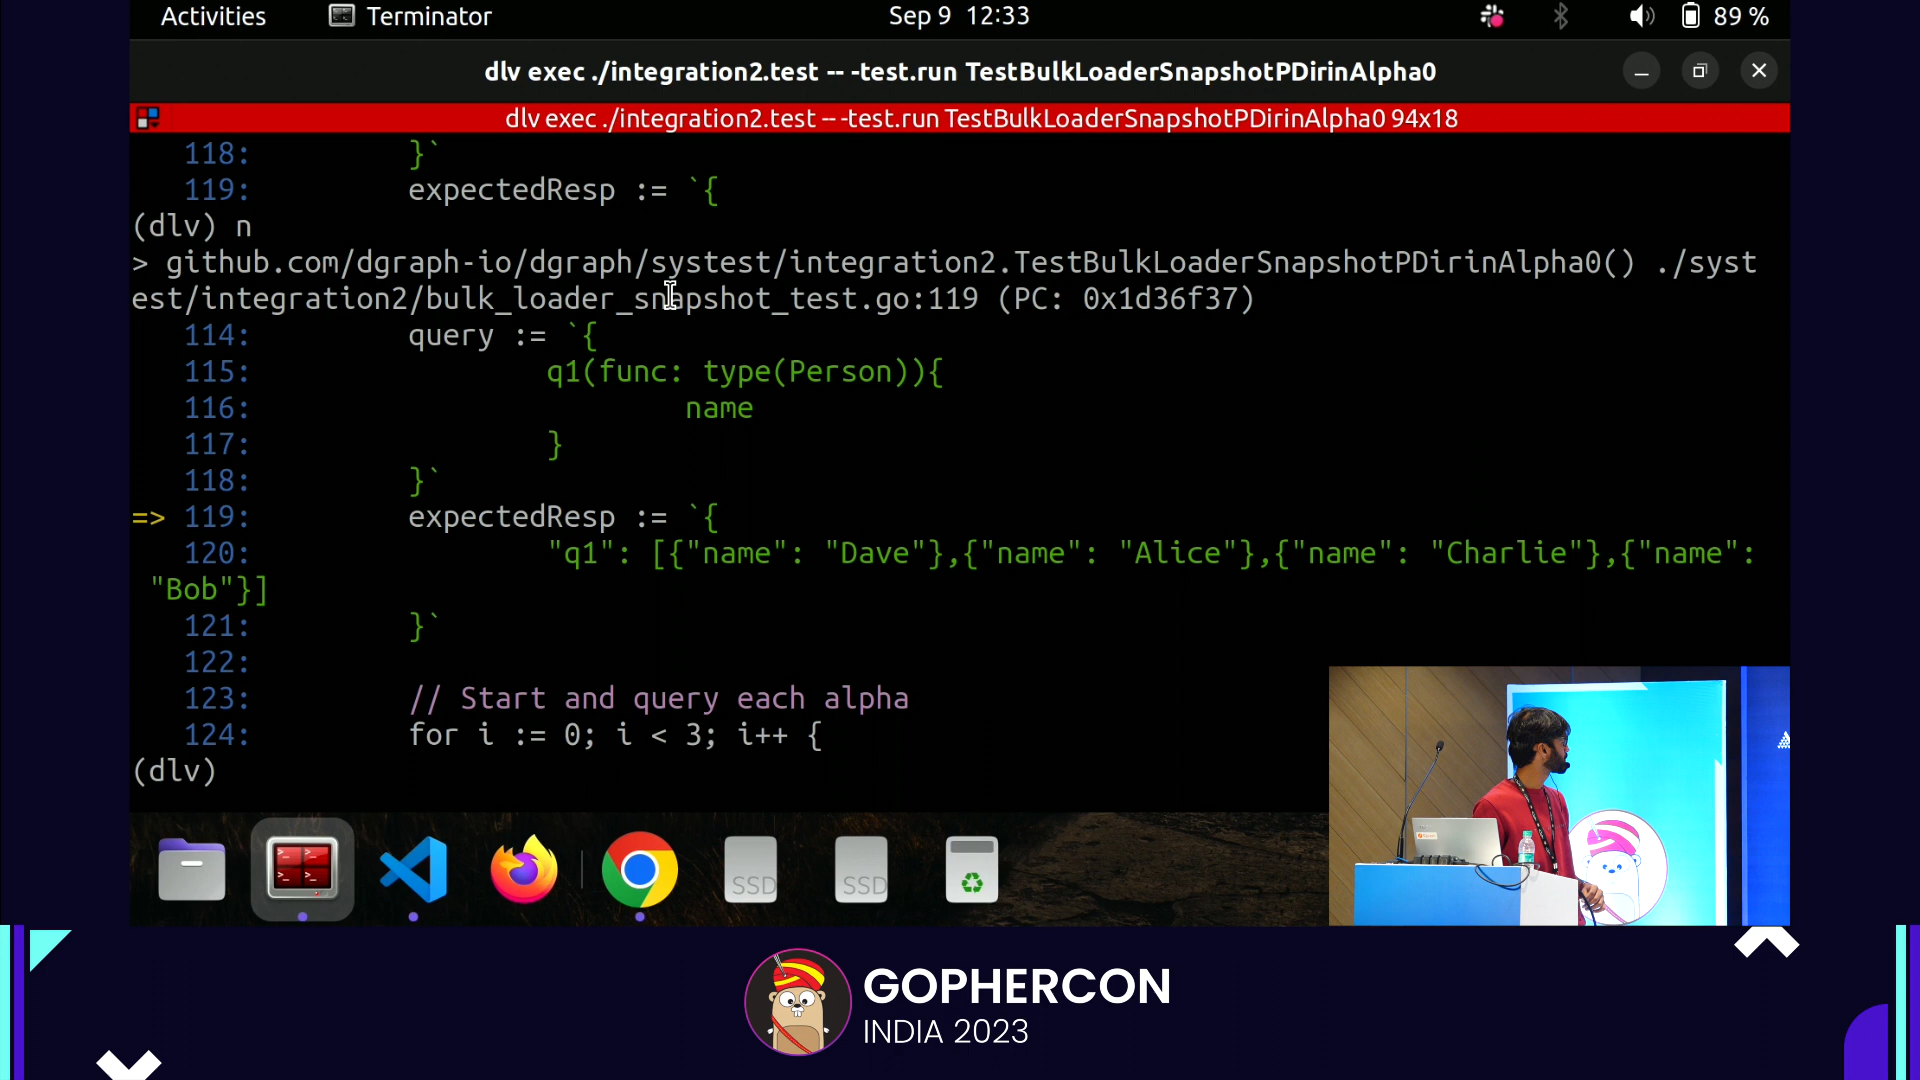 Activities Terminator Sep 9 12:33 89 %
dlv exec ./integration2.test -- -test.run TestBulkLoaderSnapshotPDirinAlpha0
dlv exec ./integration2.test -- -test.run TestBulkLoaderSnapshotPDirinAlpha0 94x18
118: }`
119: expectedResp := `{
(dlv) n
> github.com/dgraph-io/dgraph/systest/integration2.TestBulkLoaderSnapshotPDirinAlpha0() ./syst
est/integration2/bulk_loader_snapshot_test.go:119 (PC: 0x1d36f37)
114: query := `{
115: q1(func: type(Person)){
116: name
117: }
118: }`
=> 119: expectedResp := `{
120: "q1": [{"name": "Dave"},{"name": "Alice"},{"name": "Charlie"},{"name":
"Bob"}]
121: }`
122:
123: // Start and query each alpha
124: for i := 0; i < 3; i++ {
(dlv)
SSD SSD
GOPHERCON
INDIA 2023